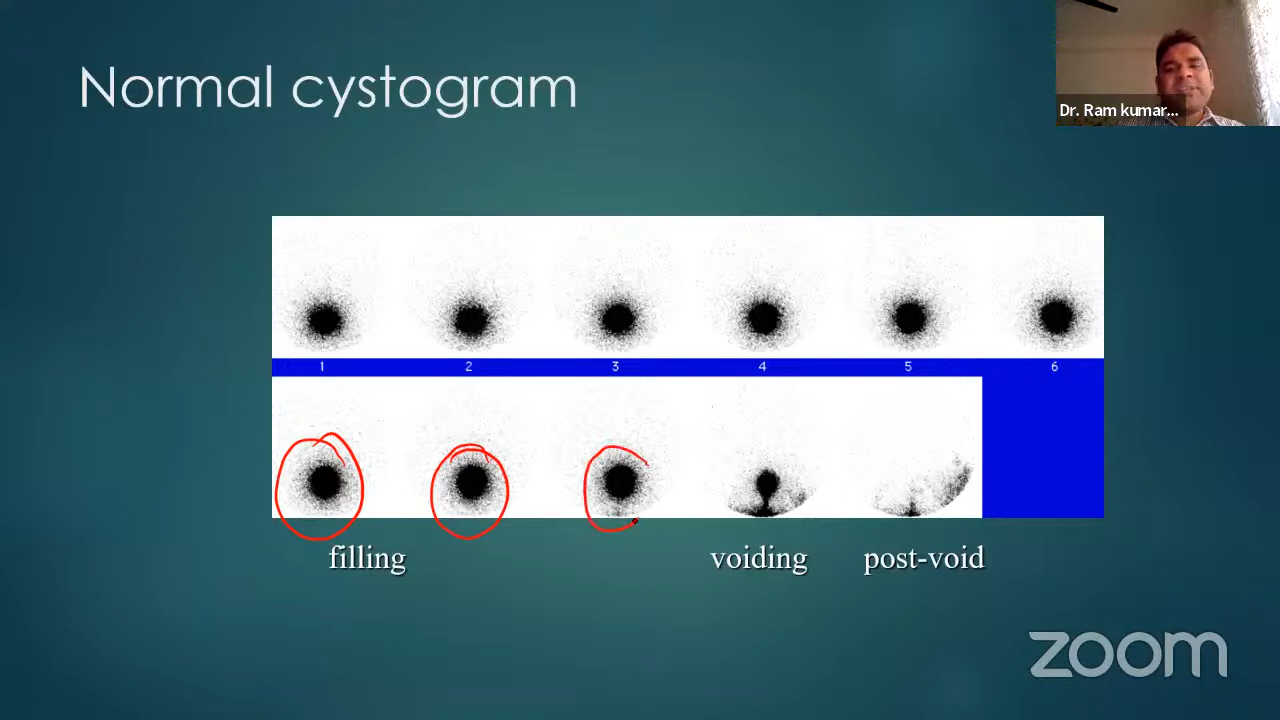 Normal cystogram
Dr. Ram kumar...
1 2 3 4 5 6
filling voiding post-void
zoom